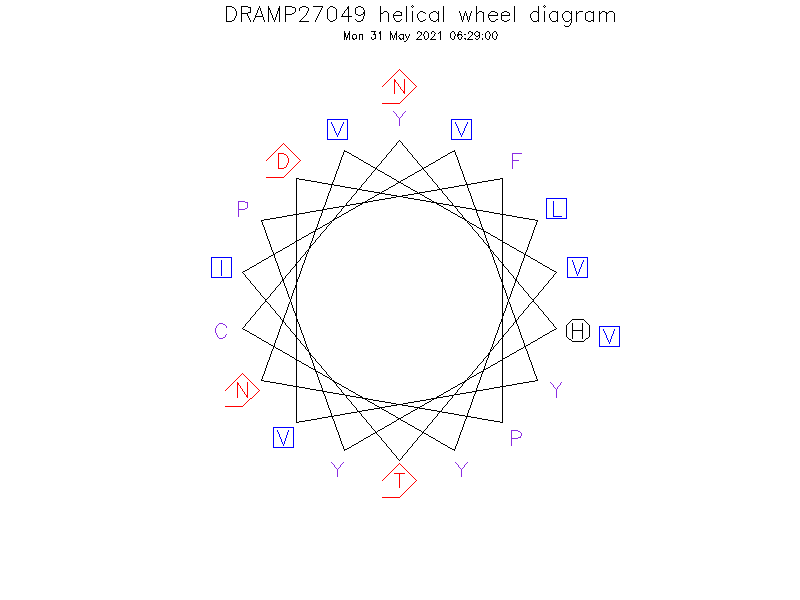 DRAMP27049 helical wheel diagram
Mon 31 May 2021 06:29:00
N
Y
V V
D F
P L
I V
C H V
N Y
V P
Y Y
T